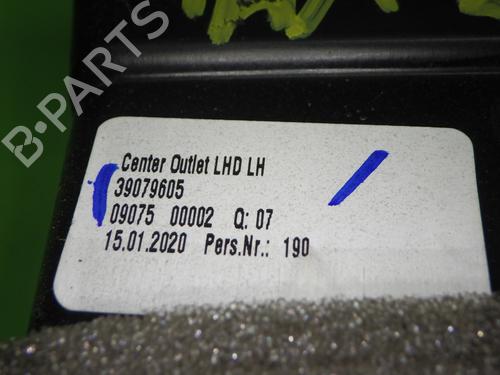 B-PARTS
Center Outlet LHD LH
39079605
09075 00002 Q: 07
15.01.2020 Pers.Nr.: 190